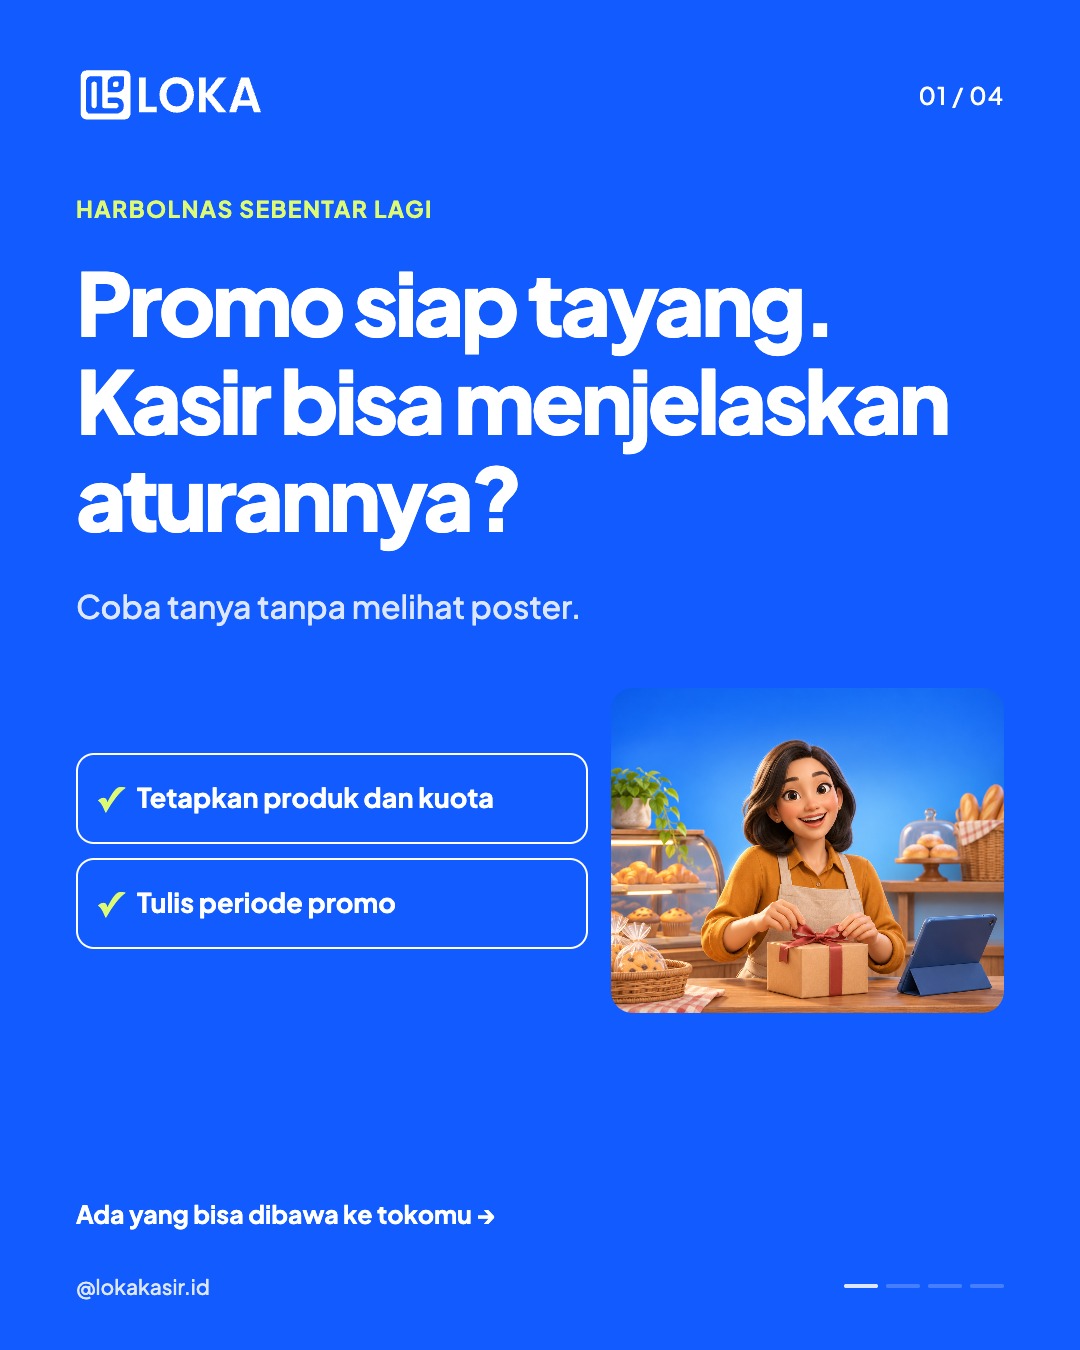 LOKA
01 / 04
HARBOLNAS SEBENTAR LAGI
Promo siap tayang.
Kasir bisa menjelaskan
aturannya?
Coba tanya tanpa melihat poster.
✓ Tetapkan produk dan kuota
✓ Tulis periode promo
Ada yang bisa dibawa ke tokomu →
@lokakasir.id